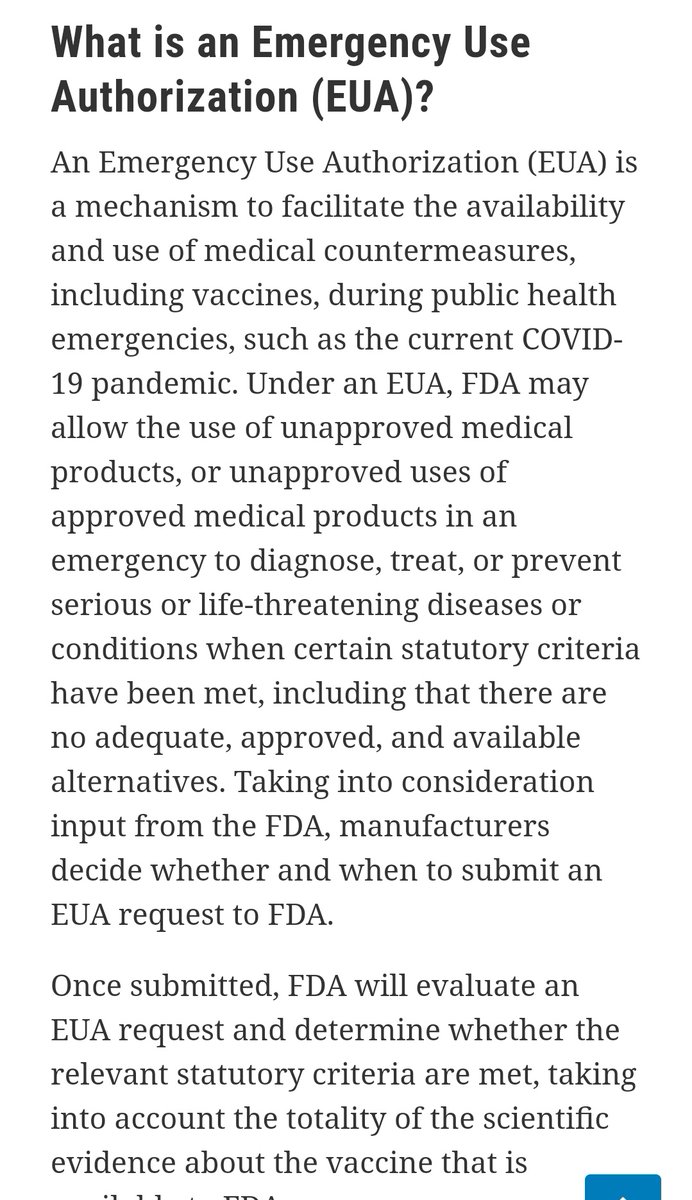 What is an Emergency Use
Authorization (EUA)?
An Emergency Use Authorization (EUA) is
a mechanism to facilitate the availability
and use of medical countermeasures,
including vaccines, during public health
emergencies, such as the current COVID-
19 pandemic. Under an EUA, FDA may
allow the use of unapproved medical
products, or unapproved uses of
approved medical products in an
emergency to diagnose, treat, or prevent
serious or life-threatening diseases or
conditions when certain statutory criteria
have been met, including that there are
no adequate, approved, and available
alternatives. Taking into consideration
input from the FDA, manufacturers
decide whether and when to submit an
EUA request to FDA.
Once submitted, FDA will evaluate an
EUA request and determine whether the
relevant statutory criteria are met, taking
into account the totality of the scientific
evidence about the vaccine that is